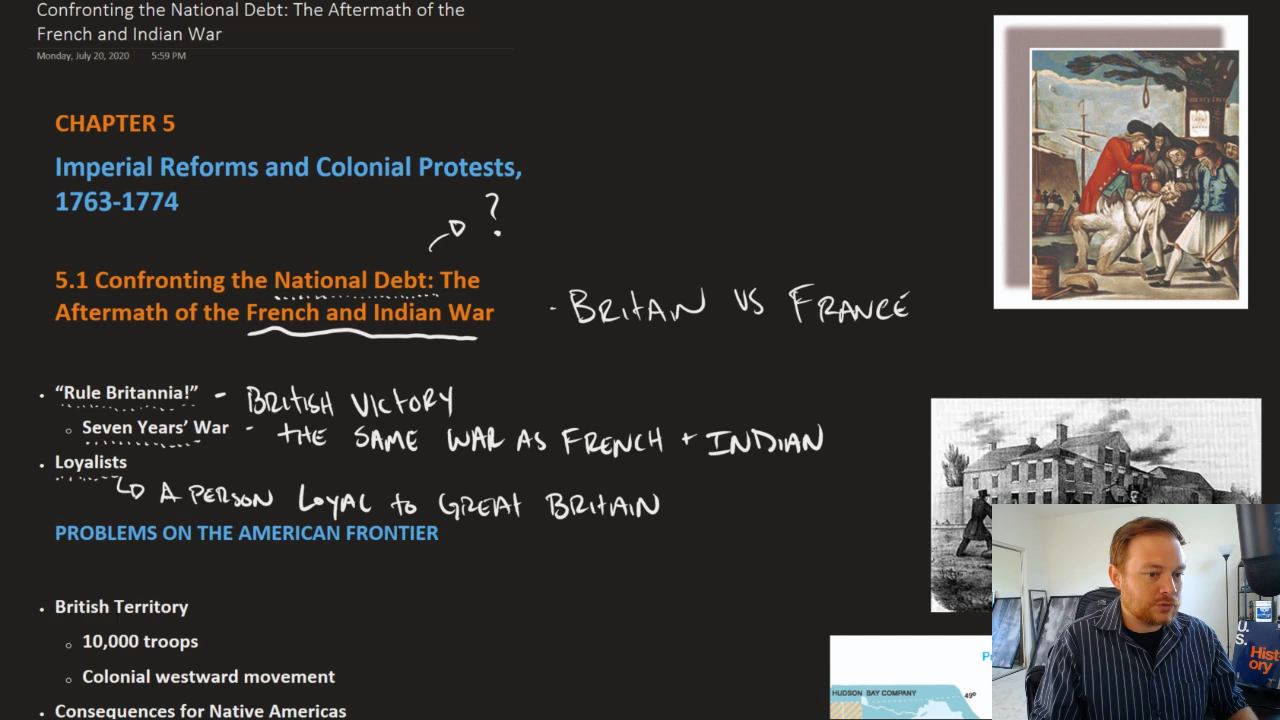 Confronting the National Debt: The Aftermath of the
French and Indian War
Monday, July 20, 2020 5:59 PM
CHAPTER 5
Imperial Reforms and Colonial Protests,
1763-1774
?
5.1 Confronting the National Debt: The
Aftermath of the French and Indian War
- BRITAIN VS FRANCE
• “Rule Britannia!” - BRITISH VICTORY
○ Seven Years’ War - THE SAME WAR AS FRENCH + INDIAN
• Loyalists
A PERSON LOYAL to GREAT BRITAIN
PROBLEMS ON THE AMERICAN FRONTIER
• British Territory
○ 10,000 troops
○ Colonial westward movement
• Consequences for Native Americas
HUDSON BAY COMPANY
49°
U.
S.
Hist
ory